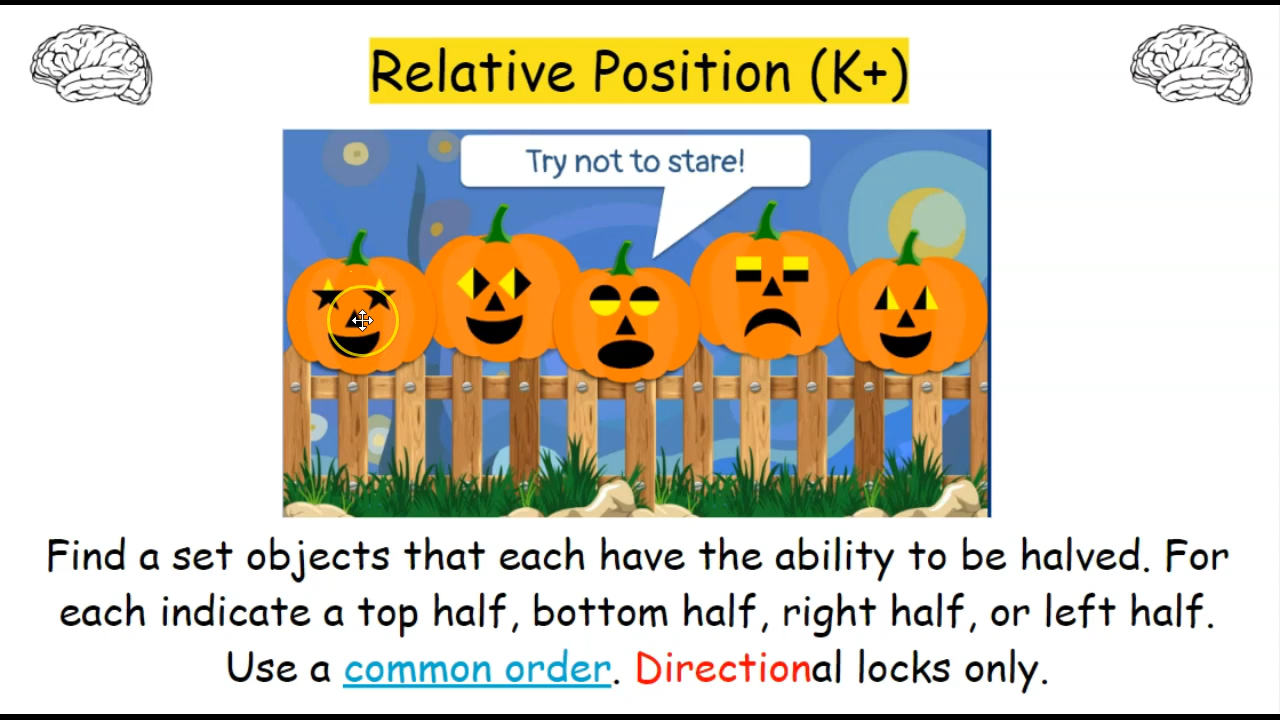 Relative Position (K+)
Try not to stare!
Find a set objects that each have the ability to be halved. For
each indicate a top half, bottom half, right half, or left half.
Use a common order. Directional locks only.